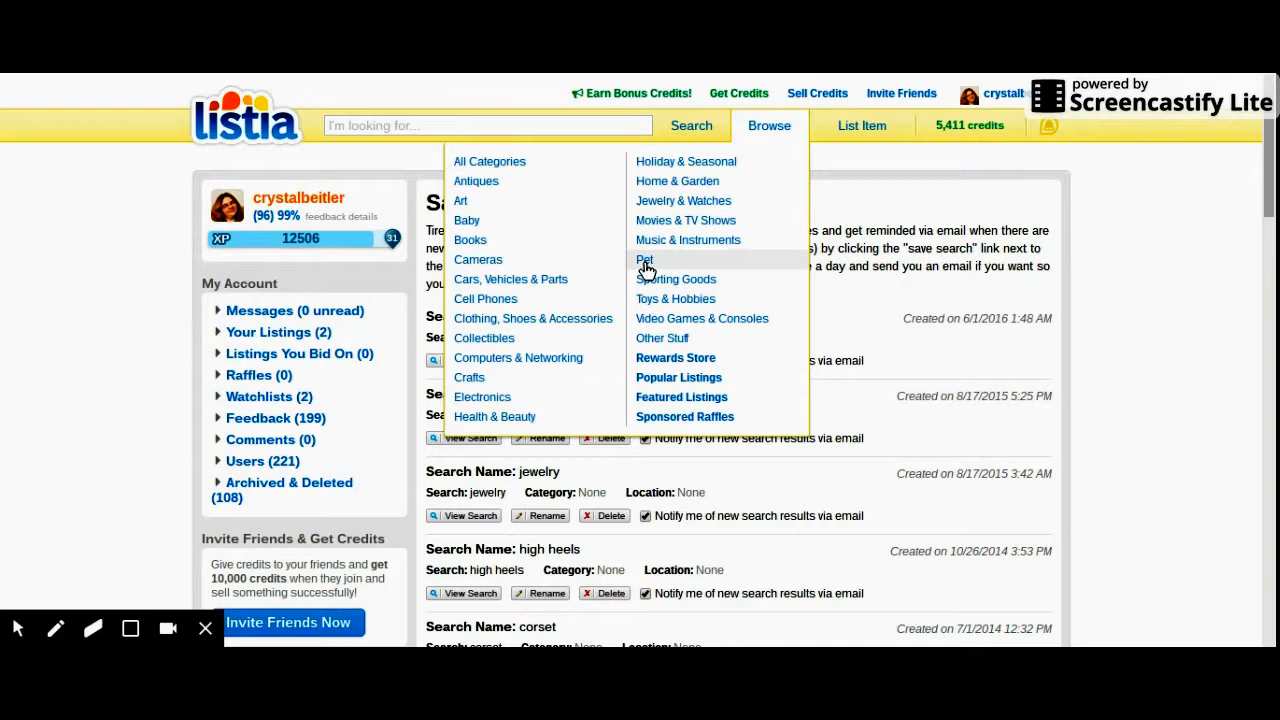 powered by
Screencastify Lite
Earn Bonus Credits!
Get Credits
Sell Credits
Invite Friends
listia
I'm looking for...
Search
Browse
List Item
5,411 credits
crystalbeitler
(96) 99% feedback details
XP 12506 31
My Account
Messages (0 unread)
Your Listings (2)
Listings You Bid On (0)
Raffles (0)
Watchlists (2)
Feedback (199)
Comments (0)
Users (221)
Archived & Deleted
(108)
Invite Friends & Get Credits
Give credits to your friends and get
10,000 credits when they join and
sell something successfully!
Invite Friends Now
All Categories
Antiques
Art
Baby
Books
Cameras
Cars, Vehicles & Parts
Cell Phones
Clothing, Shoes & Accessories
Collectibles
Computers & Networking
Crafts
Electronics
Health & Beauty
Holiday & Seasonal
Home & Garden
Jewelry & Watches
Movies & TV Shows
Music & Instruments
Pet
Sporting Goods
Toys & Hobbies
Video Games & Consoles
Other Stuff
Rewards Store
Popular Listings
Featured Listings
Sponsored Raffles
and get reminded via email when there are
by clicking the "save search" link next to
a day and send you an email if you want so
Created on 6/1/2016 1:48 AM
via email
Created on 8/17/2015 5:25 PM
View Search Rename Delete Notify me of new search results via email
Search Name: jewelry
Created on 8/17/2015 3:42 AM
Search: jewelry Category: None Location: None
View Search Rename Delete Notify me of new search results via email
Search Name: high heels
Created on 10/26/2014 3:53 PM
Search: high heels Category: None Location: None
View Search Rename Delete Notify me of new search results via email
Search Name: corset
Created on 7/1/2014 12:32 PM